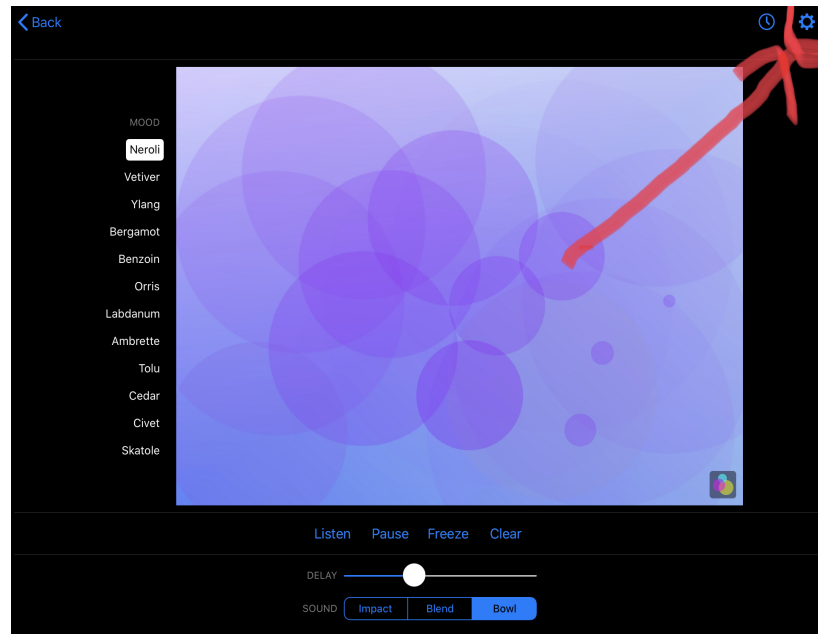 Back
MOOD
Neroli
Vetiver
Ylang
Bergamot
Benzoin
Orris
Labdanum
Ambrette
Tolu
Cedar
Civet
Skatole
Listen Pause Freeze Clear
DELAY
SOUND Impact Blend Bowl